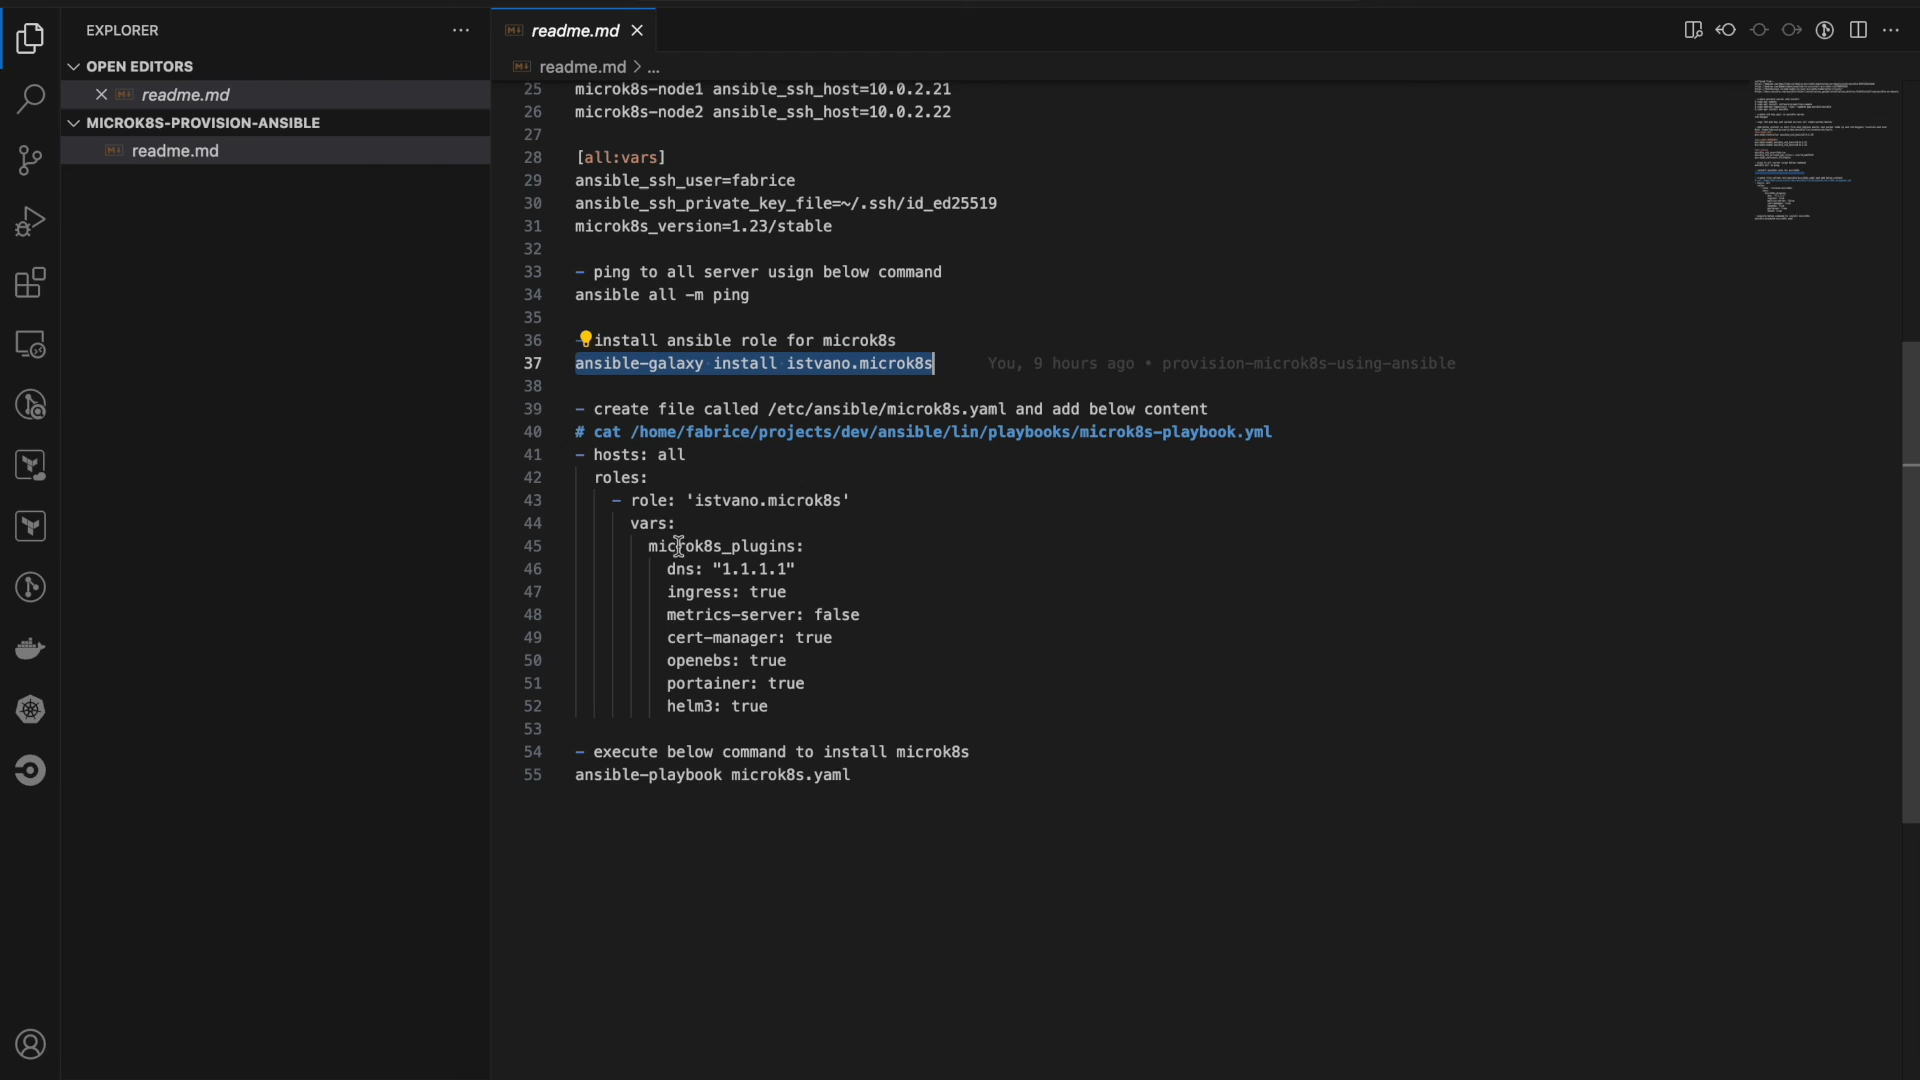 EXPLORER
OPEN EDITORS
readme.md
MICROK8S-PROVISION-ANSIBLE
readme.md
readme.md
readme.md > ...
25 microk8s-node1 ansible_ssh_host=10.0.2.21
26 microk8s-node2 ansible_ssh_host=10.0.2.22
27
28 [all:vars]
29 ansible_ssh_user=fabrice
30 ansible_ssh_private_key_file=~/.ssh/id_ed25519
31 microk8s_version=1.23/stable
32
33 - ping to all server usign below command
34 ansible all -m ping
35
36 - install ansible role for microk8s
37 ansible-galaxy install istvano.microk8s You, 9 hours ago • provision-microk8s-using-ansible
38
39 - create file called /etc/ansible/microk8s.yaml and add below content
40 # cat /home/fabrice/projects/dev/ansible/lin/playbooks/microk8s-playbook.yml
41 - hosts: all
42 roles:
43 - role: 'istvano.microk8s'
44 vars:
45 microk8s_plugins:
46 dns: "1.1.1.1"
47 ingress: true
48 metrics-server: false
49 cert-manager: true
50 openebs: true
51 portainer: true
52 helm3: true
53
54 - execute below command to install microk8s
55 ansible-playbook microk8s.yaml